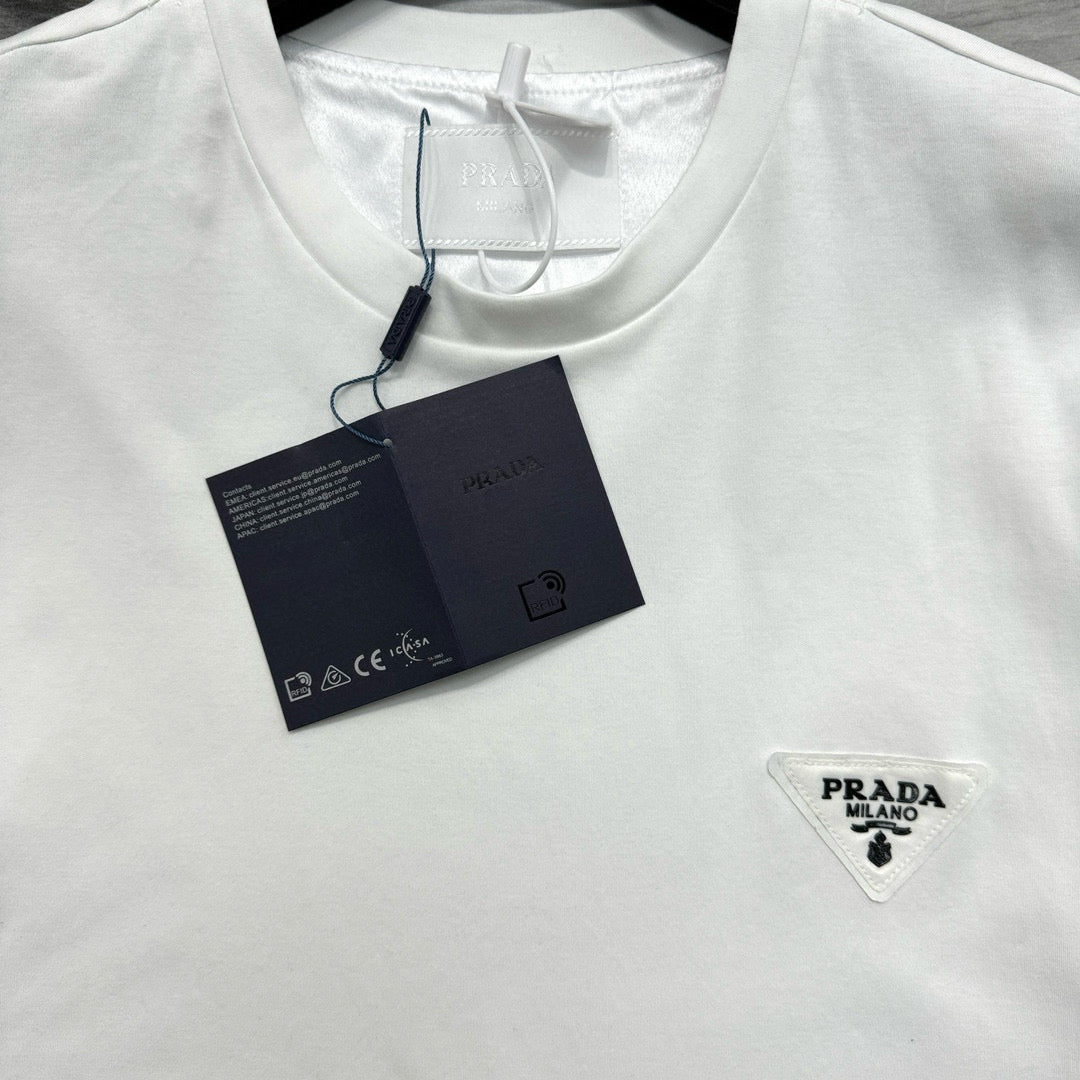 PRADA
MILANO
PRADA
Contacts
EMEA: client.service.eu@prada.com
AMERICAS:client.service.americas@prada.com
JAPAN: client.service.jp@prada.com
CHINA: client.service.china@prada.com
APAC: client.service.apac@prada.com
PRADA
RFID
RFID
CE
ICASA
APPROVED
PRADA
MILANO